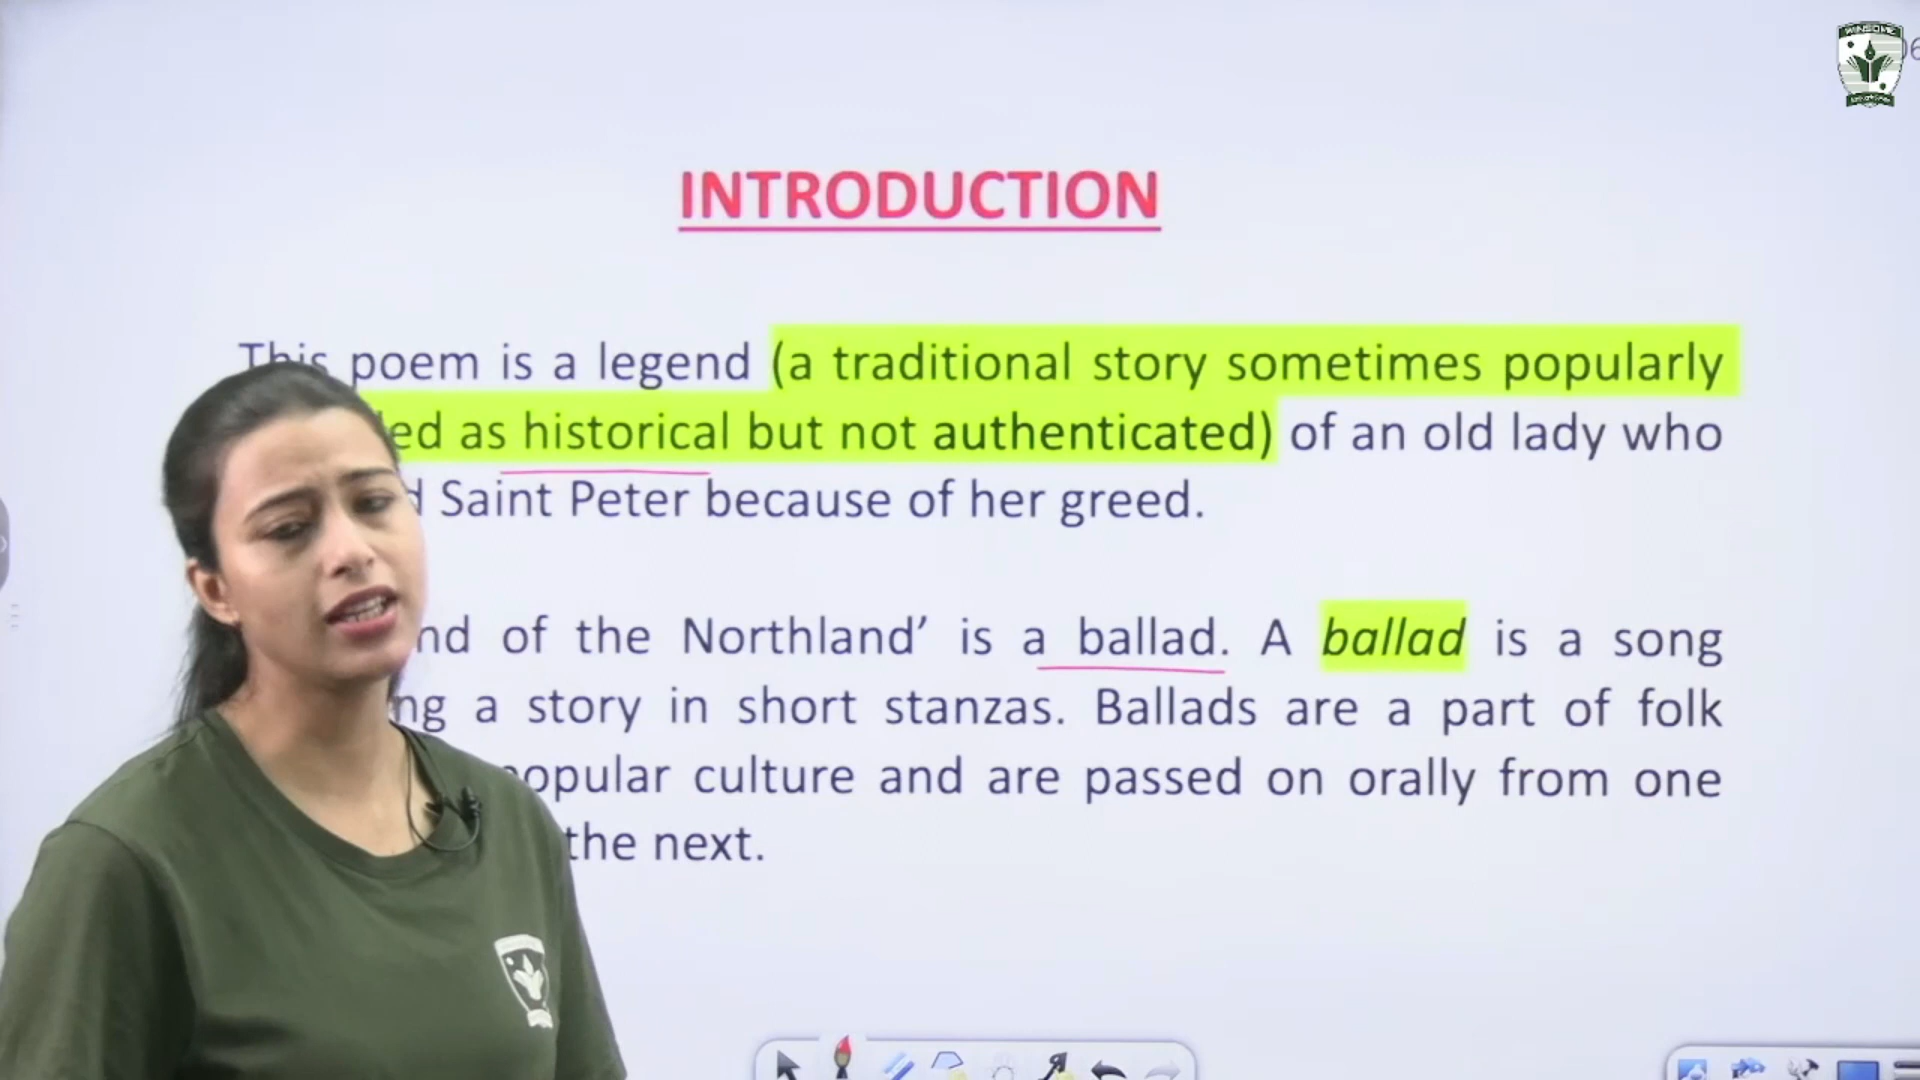 INTRODUCTION
This poem is a legend (a traditional story sometimes popularly
ed as historical but not authenticated) of an old lady who
d Saint Peter because of her greed.
nd of the Northland’ is a ballad. A ballad is a song
ng a story in short stanzas. Ballads are a part of folk
popular culture and are passed on orally from one
the next.